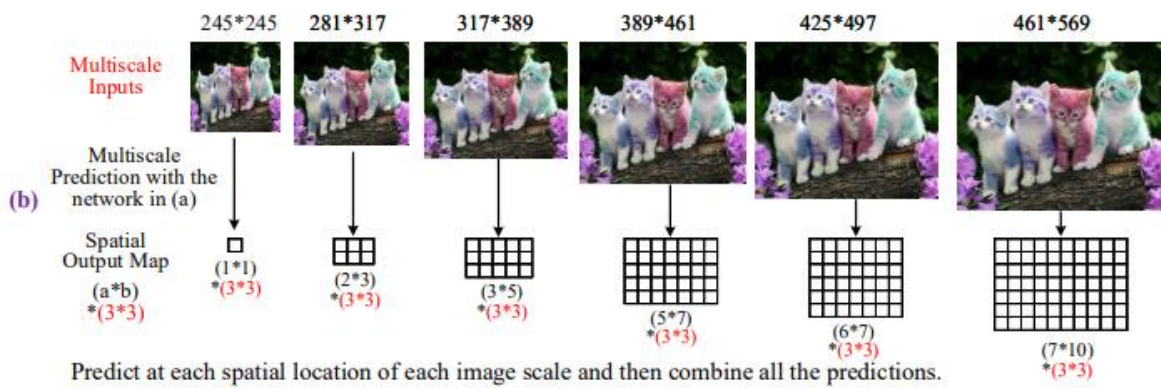 245*245 281*317 317*389 389*461 425*497 461*569
Multiscale
Inputs
Multiscale
Prediction with the
network in (a)
(b)
Spatial
Output Map
(a*b)
*(3*3)
(1*1)
*(3*3)
(2*3)
*(3*3)
(3*5)
*(3*3)
(5*7)
*(3*3)
(6*7)
*(3*3)
(7*10)
*(3*3)
Predict at each spatial location of each image scale and then combine all the predictions.